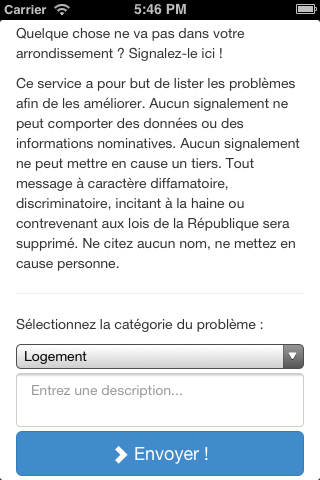 Carrier 5:46 PM
Quelque chose ne va pas dans votre
arrondissement ? Signalez-le ici !
Ce service a pour but de lister les problèmes
afin de les améliorer. Aucun signalement ne
peut comporter des données ou des
informations nominatives. Aucun signalement
ne peut mettre en cause un tiers. Tout
message à caractère diffamatoire,
discriminatoire, incitant à la haine ou
contrevenant aux lois de la République sera
supprimé. Ne citez aucun nom, ne mettez en
cause personne.
Sélectionnez la catégorie du problème :
Logement
Entrez une description...
Envoyer !